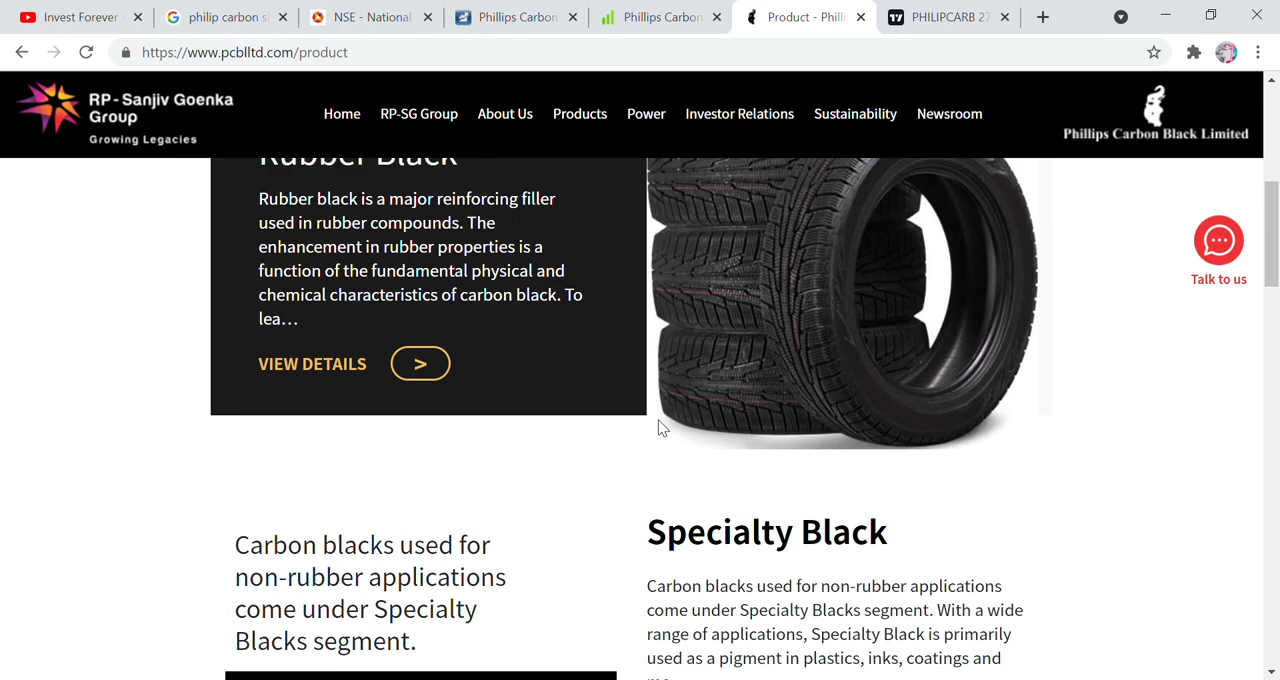 Invest Forever
philip carbon s
NSE - National
Phillips Carbon
Phillips Carbon
Product - Philli
PHILIPCARB 27
https://www.pcblltd.com/product
RP-Sanjiv Goenka
Group
Growing Legacies
Home
RP-SG Group
About Us
Products
Power
Investor Relations
Sustainability
Newsroom
Phillips Carbon Black Limited
Rubber Black
Rubber black is a major reinforcing filler
used in rubber compounds. The
enhancement in rubber properties is a
function of the fundamental physical and
chemical characteristics of carbon black. To
lea...
VIEW DETAILS >
Talk to us
Carbon blacks used for
non-rubber applications
come under Specialty
Blacks segment.
Specialty Black
Carbon blacks used for non-rubber applications
come under Specialty Blacks segment. With a wide
range of applications, Specialty Black is primarily
used as a pigment in plastics, inks, coatings and